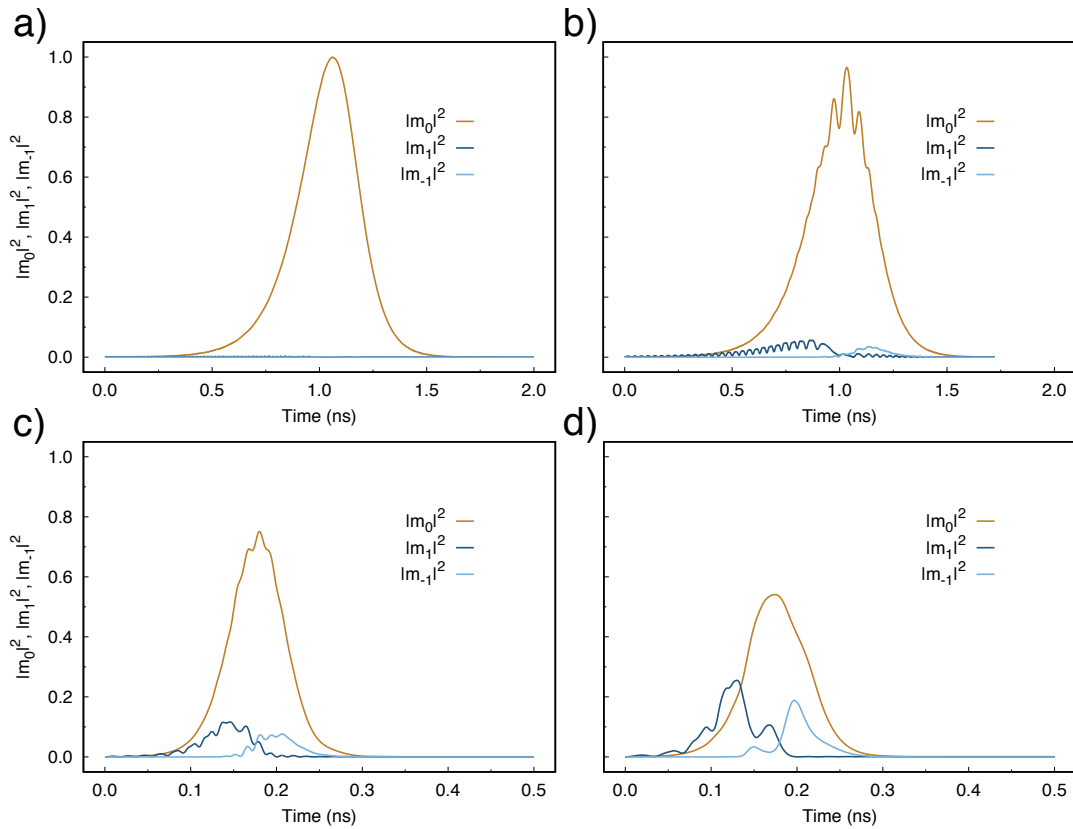 a)
|m0|2, |m1|2, |m-1|2
1.0
0.8
0.6
0.4
0.2
0.0
|m0|2
|m1|2
|m-1|2
0.0 0.5 1.0 1.5 2.0
Time (ns)
b)
|m0|2
|m1|2
|m-1|2
0.0 0.5 1.0 1.5 2.0
Time (ns)
c)
|m0|2, |m1|2, |m-1|2
1.0
0.8
0.6
0.4
0.2
0.0
|m0|2
|m1|2
|m-1|2
0.0 0.1 0.2 0.3 0.4 0.5
Time (ns)
d)
|m0|2
|m1|2
|m-1|2
0.0 0.1 0.2 0.3 0.4 0.5
Time (ns)